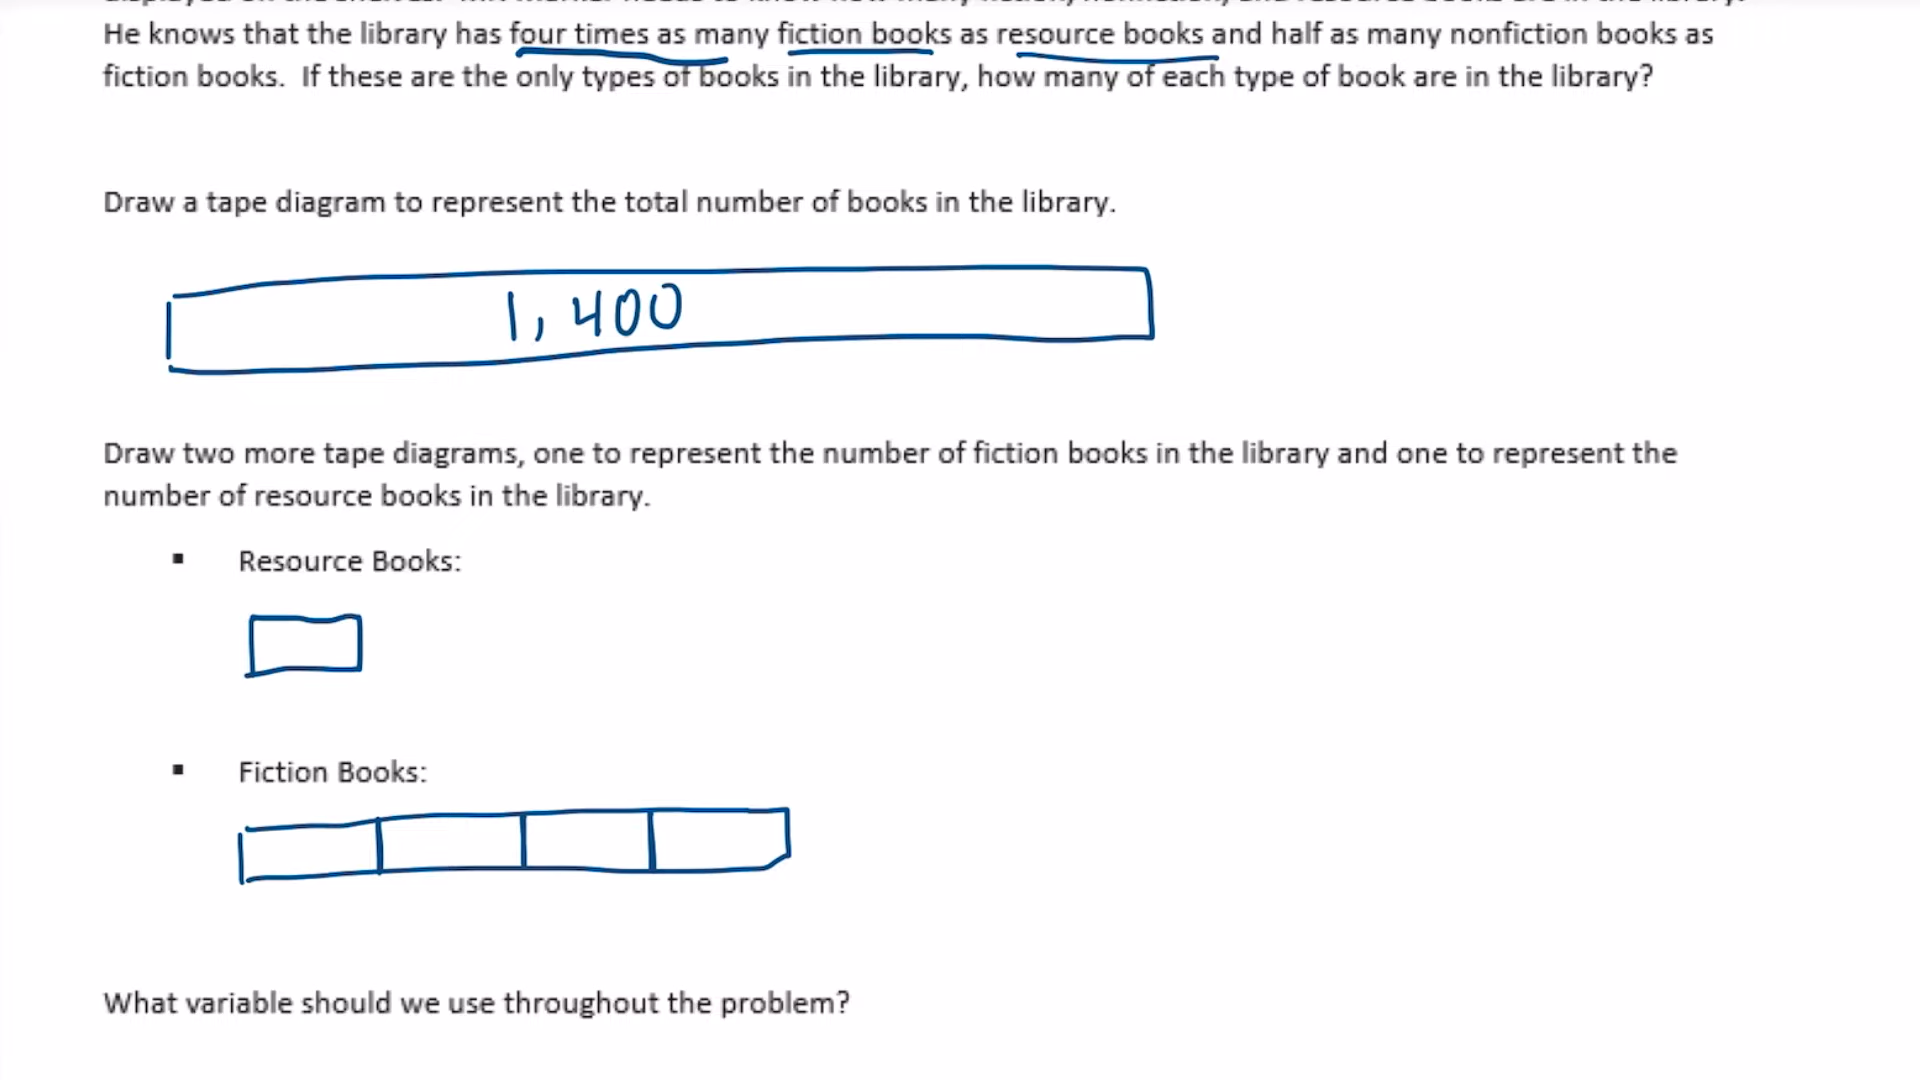 He knows that the library has four times as many fiction books as resource books and half as many nonfiction books as
fiction books.  If these are the only types of books in the library, how many of each type of book are in the library?
Draw a tape diagram to represent the total number of books in the library.
1,400
Draw two more tape diagrams, one to represent the number of fiction books in the library and one to represent the
number of resource books in the library.
▪ Resource Books:
▪ Fiction Books:
What variable should we use throughout the problem?